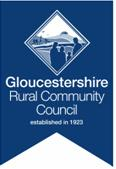 Gloucestershire
Rural Community
Council
established in 1923